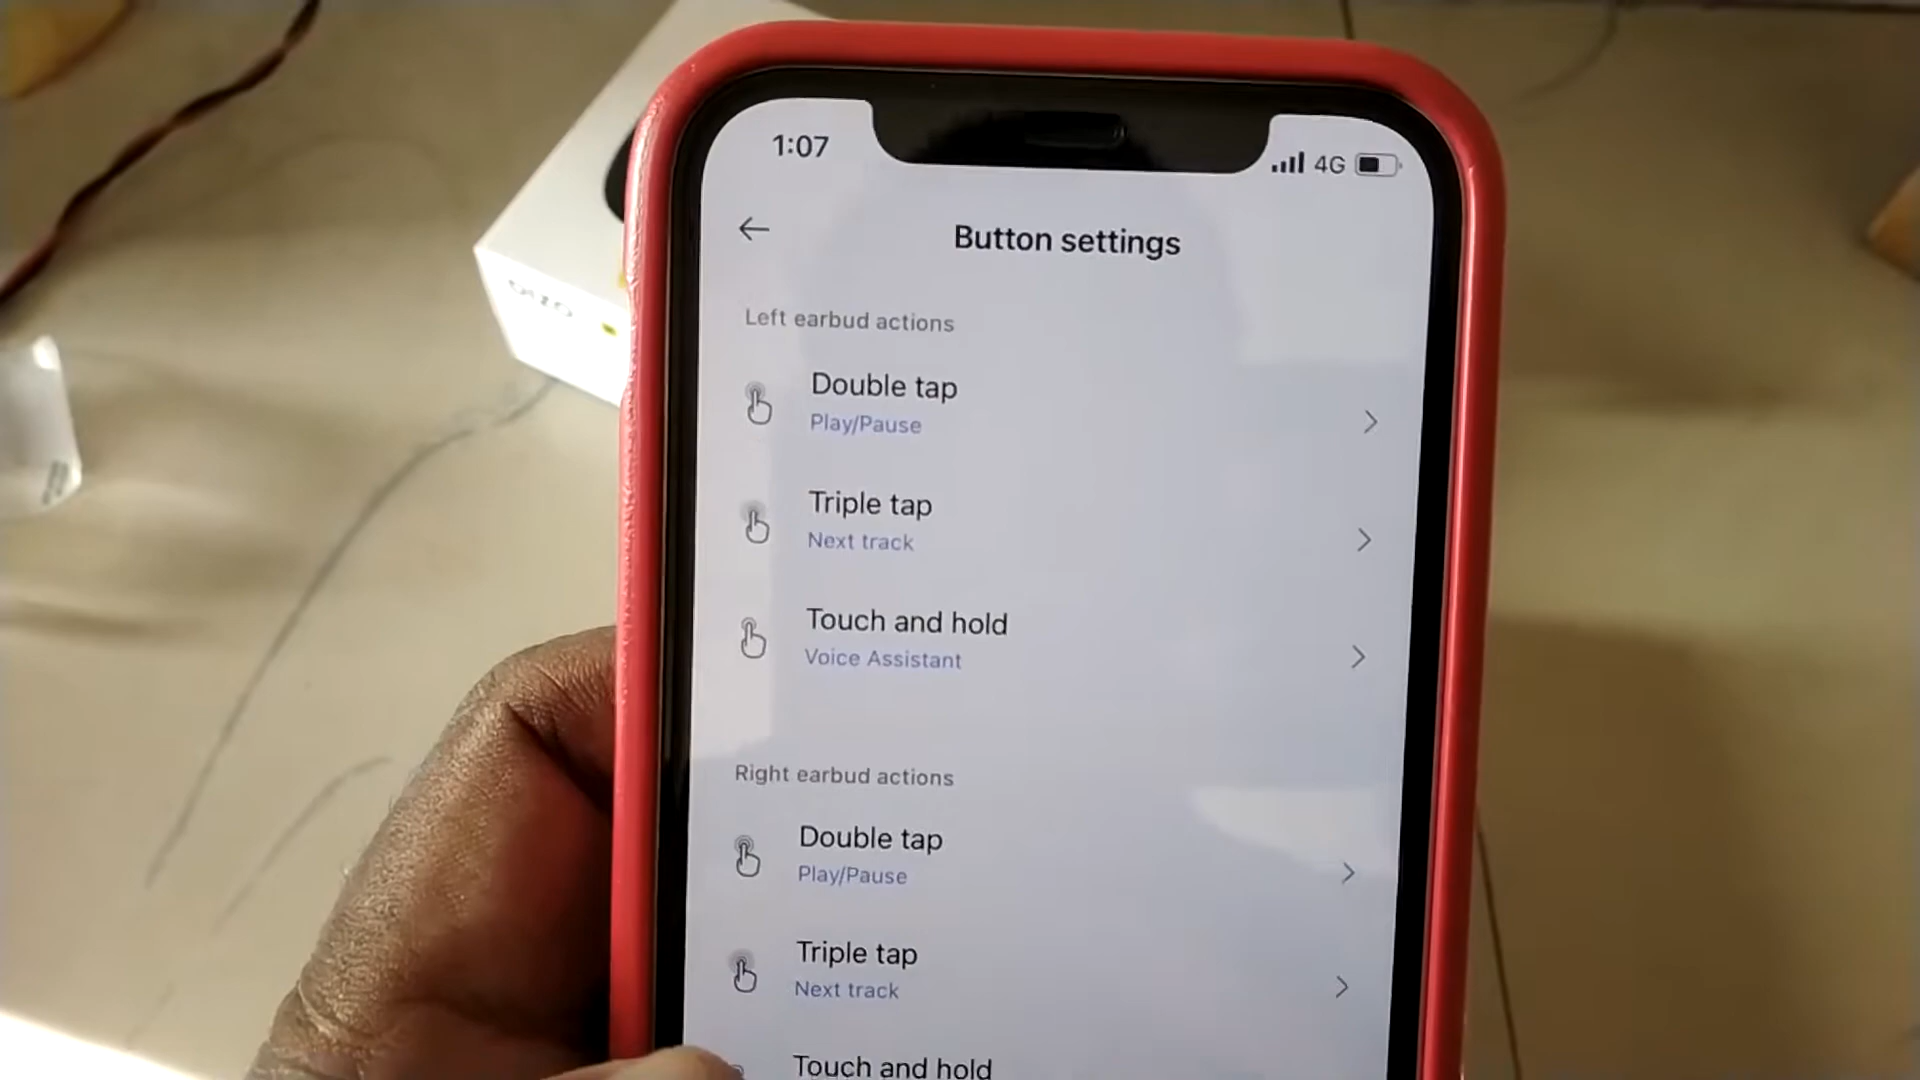 1:07
4G
Button settings
Left earbud actions
Double tap
Play/Pause
Triple tap
Next track
Touch and hold
Voice Assistant
Right earbud actions
Double tap
Play/Pause
Triple tap
Next track
Touch and hold